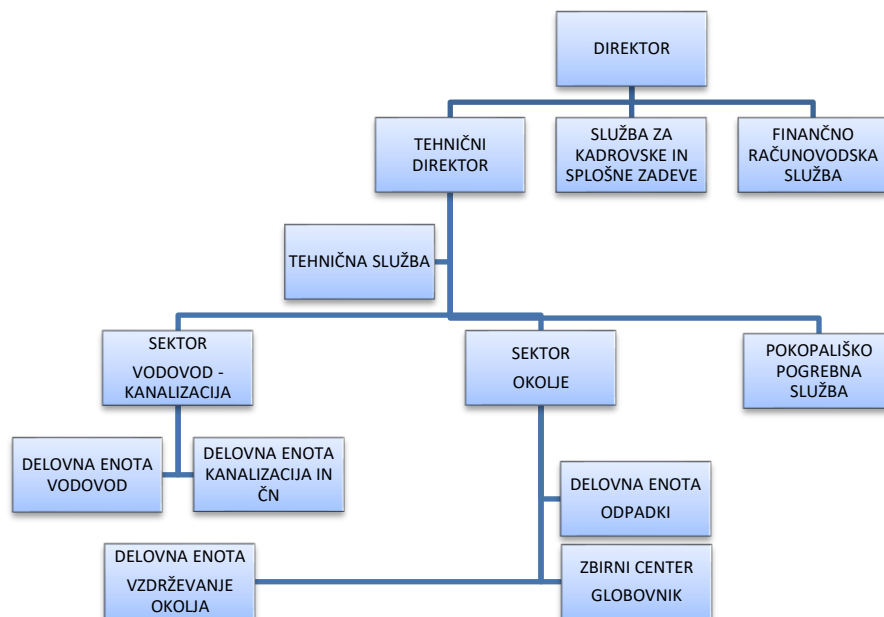 DIREKTOR
TEHNIČNI
DIREKTOR
SLUŽBA ZA
KADROVSKE IN
SPLOŠNE ZADEVE
FINANČNO
RAČUNOVODSKA
SLUŽBA
TEHNIČNA SLUŽBA
SEKTOR
VODOVOD -
KANALIZACIJA
SEKTOR
OKOLJE
POKOPALIŠKO
POGREBNA
SLUŽBA
DELOVNA ENOTA
VODOVOD
DELOVNA ENOTA
KANALIZACIJA IN
ČN
DELOVNA ENOTA
ODPADKI
DELOVNA ENOTA
VZDRŽEVANJE
OKOLJA
ZBIRNI CENTER
GLOBOVNIK